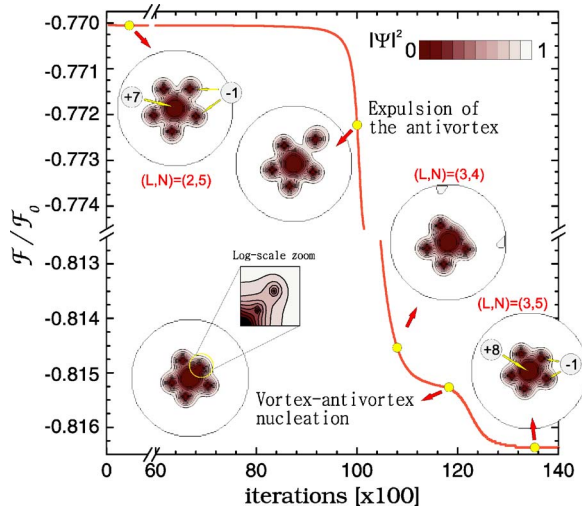 |Ψ|² 0 1
-0.770
-0.771
-0.772
-0.773
-0.774
-0.813
-0.814
-0.815
-0.816
F/F₀
+7
-1
(L,N)=(2,5)
Expulsion of
the antivortex
(L,N)=(3,4)
Log-scale zoom
(L,N)=(3,5)
+8
-1
Vortex-antivortex
nucleation
0 60 80 100 120 140
iterations [x100]